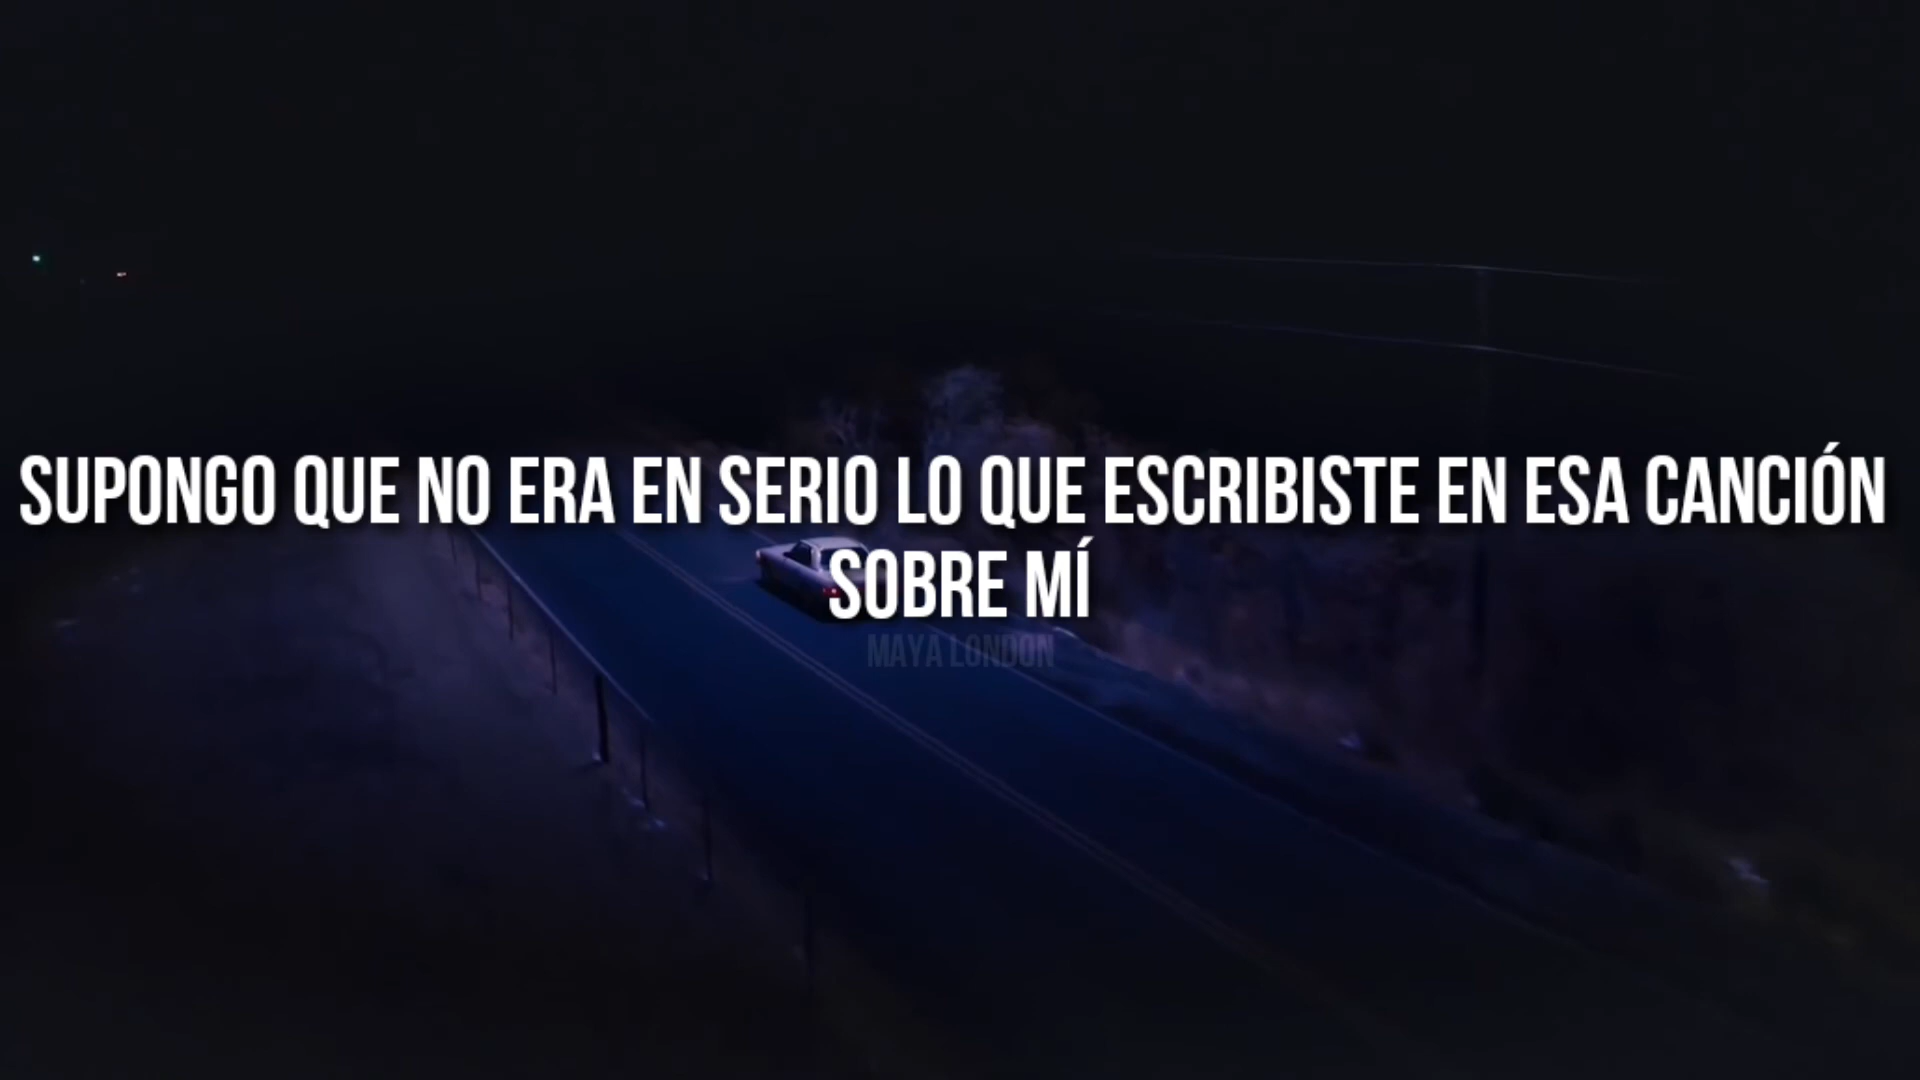 SUPONGO QUE NO ERA EN SERIO LO QUE ESCRIBISTE EN ESA CANCIÓN
SOBRE MÍ
MAYA LONDON